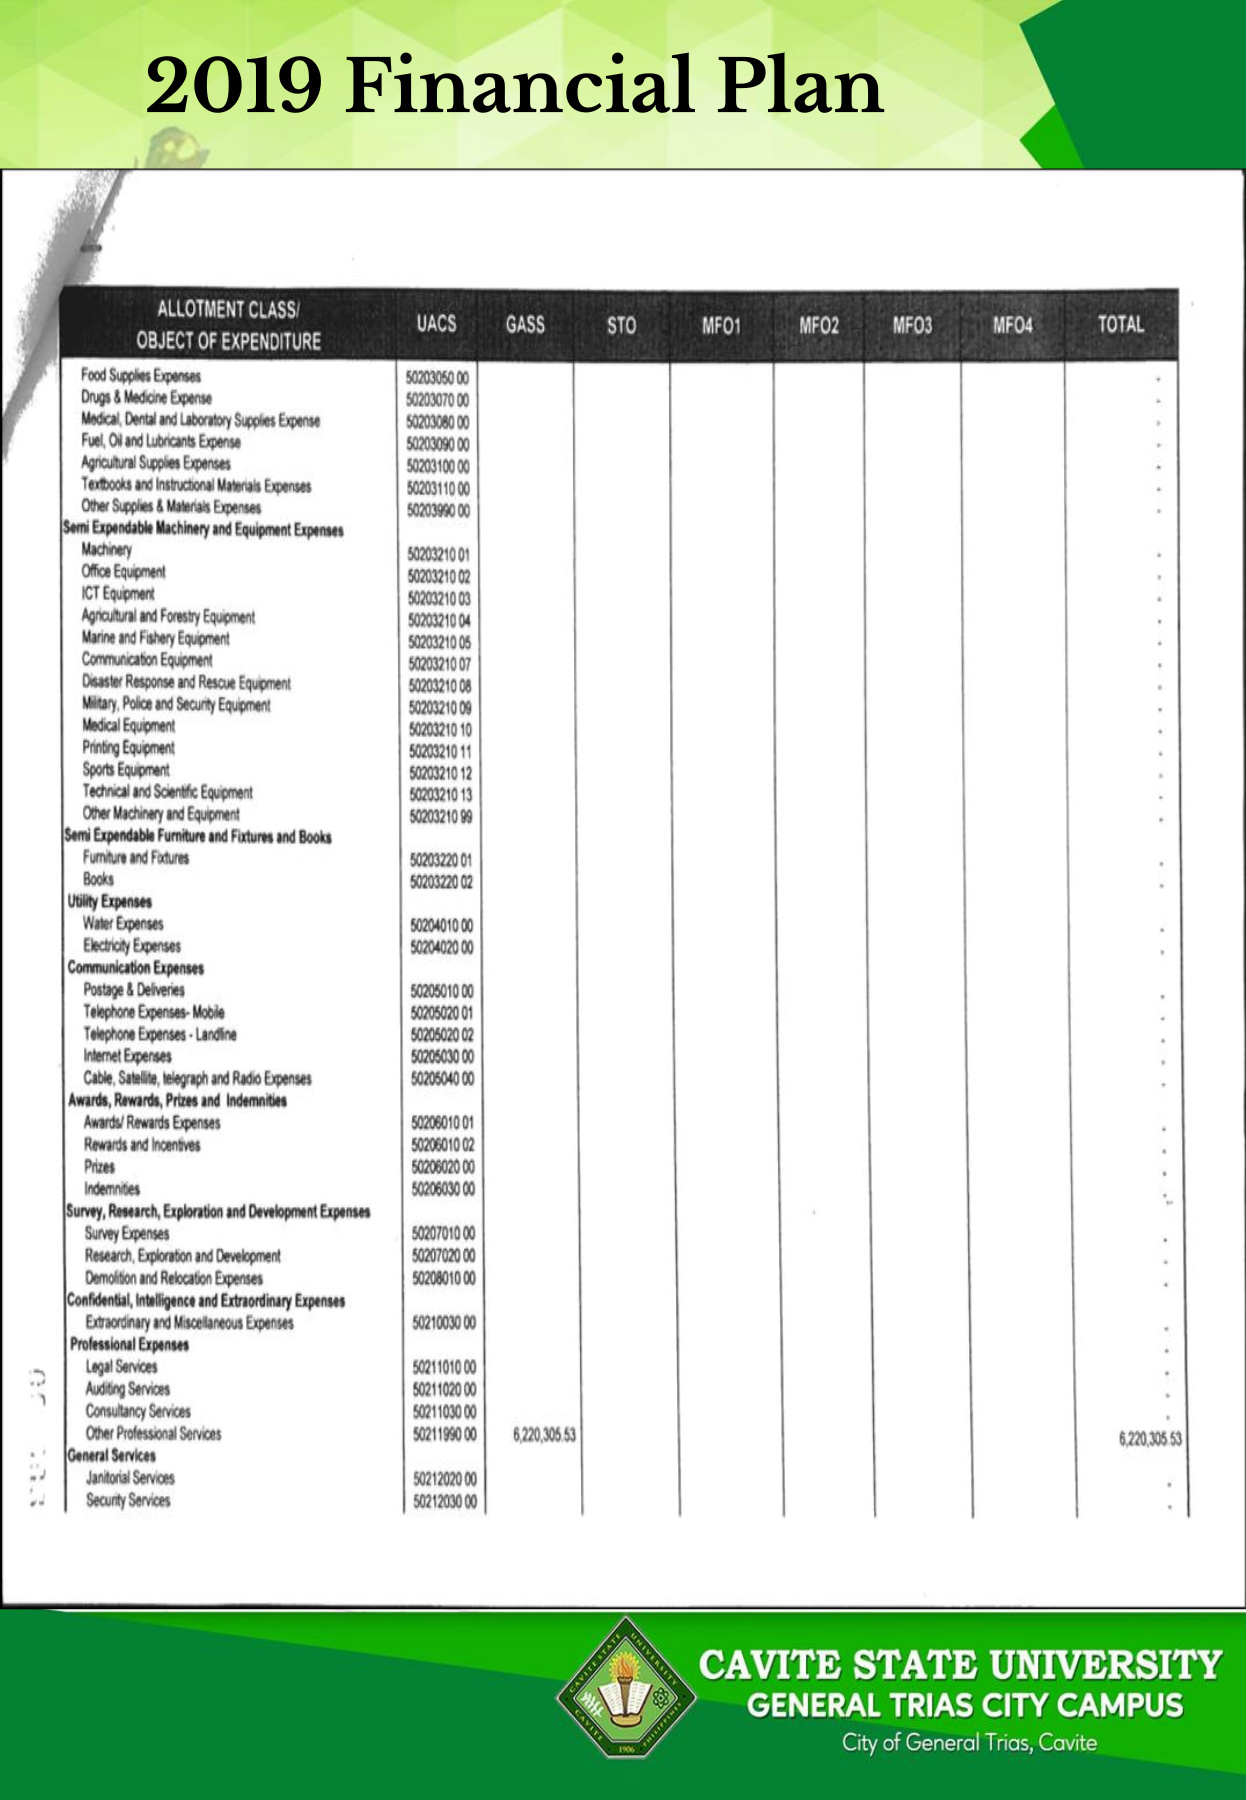 2019 Financial Plan
ALLOTMENT CLASS/ OBJECT OF EXPENDITURE UACS GASS STO MFO1 MFO2 MFO3 MFO4 TOTAL
Food Supplies Expenses 50203050 00 -
Drugs & Medicine Expense 50203070 00 -
Medical, Dental and Laboratory Supplies Expense 50203080 00 -
Fuel, Oil and Lubricants Expense 50203090 00 -
Agricultural Supplies Expenses 50203100 00 -
Textbooks and Instructional Materials Expenses 50203110 00 -
Other Supplies & Materials Expenses 50203990 00 -
Semi Expendable Machinery and Equipment Expenses
Machinery 50203210 01 -
Office Equipment 50203210 02 -
ICT Equipment 50203210 03 -
Agricultural and Forestry Equipment 50203210 04 -
Marine and Fishery Equipment 50203210 05 -
Communication Equipment 50203210 07 -
Disaster Response and Rescue Equipment 50203210 08 -
Military, Police and Security Equipment 50203210 09 -
Medical Equipment 50203210 10 -
Printing Equipment 50203210 11 -
Sports Equipment 50203210 12 -
Technical and Scientific Equipment 50203210 13 -
Other Machinery and Equipment 50203210 99 -
Semi Expendable Furniture and Fixtures and Books
Furniture and Fixtures 50203220 01 -
Books 50203220 02 -
Utility Expenses
Water Expenses 50204010 00 -
Electricity Expenses 50204020 00 -
Communication Expenses
Postage & Deliveries 50205010 00 -
Telephone Expenses- Mobile 50205020 01 -
Telephone Expenses - Landline 50205020 02 -
Internet Expenses 50205030 00 -
Cable, Satellite, telegraph and Radio Expenses 50205040 00 -
Awards, Rewards, Prizes and Indemnities
Awards/ Rewards Expenses 50206010 01 -
Rewards and Incentives 50206010 02 -
Prizes 50206020 00 -
Indemnities 50206030 00 -
Survey, Research, Exploration and Development Expenses
Survey Expenses 50207010 00 -
Research, Exploration and Development 50207020 00 -
Demolition and Relocation Expenses 50208010 00 -
Confidential, Intelligence and Extraordinary Expenses
Extraordinary and Miscellaneous Expenses 50210030 00 -
Professional Expenses
Legal Services 50211010 00 -
Auditing Services 50211020 00 -
Consultancy Services 50211030 00 -
Other Professional Services 50211990 00 6,220,305.53 6,220,305.53
General Services
Janitorial Services 50212020 00 -
Security Services 50212030 00 -
CAVITE STATE UNIVERSITY
CAVITE PHILIPPINES
1906
CAVITE STATE UNIVERSITY
GENERAL TRIAS CITY CAMPUS
City of General Trias, Cavite